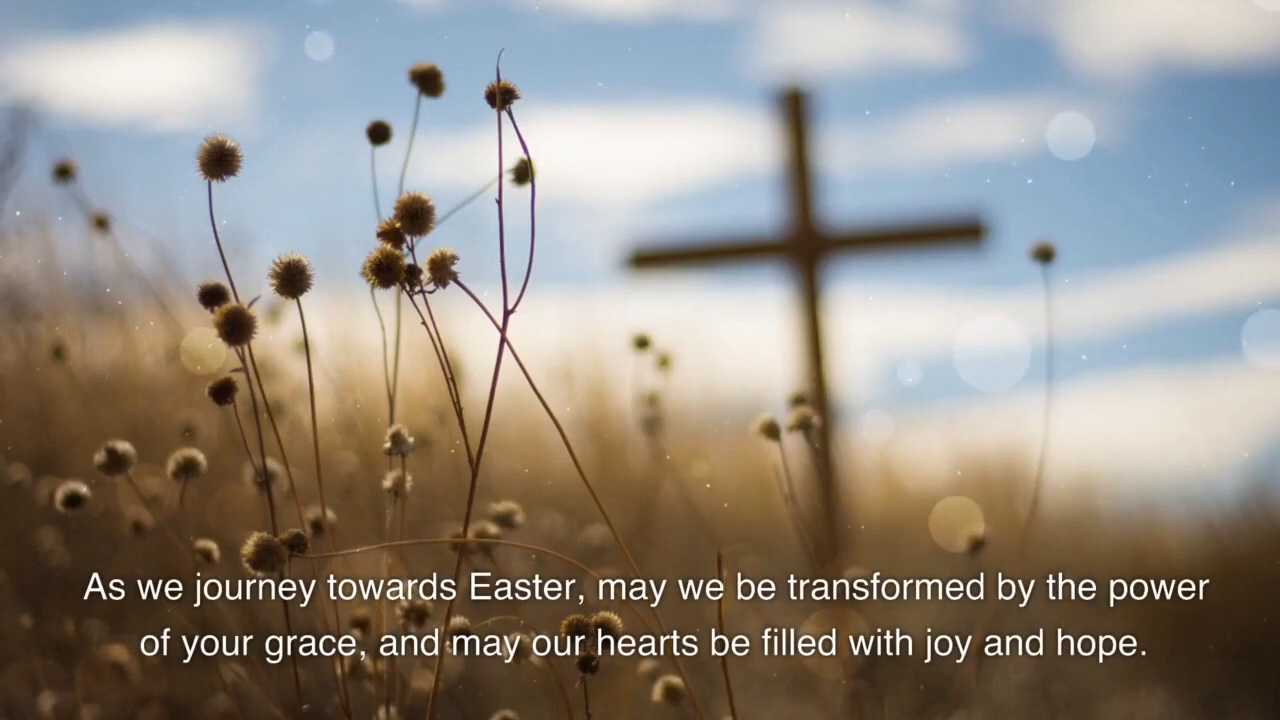 As we journey towards Easter, may we be transformed by the power
of your grace, and may our hearts be filled with joy and hope.